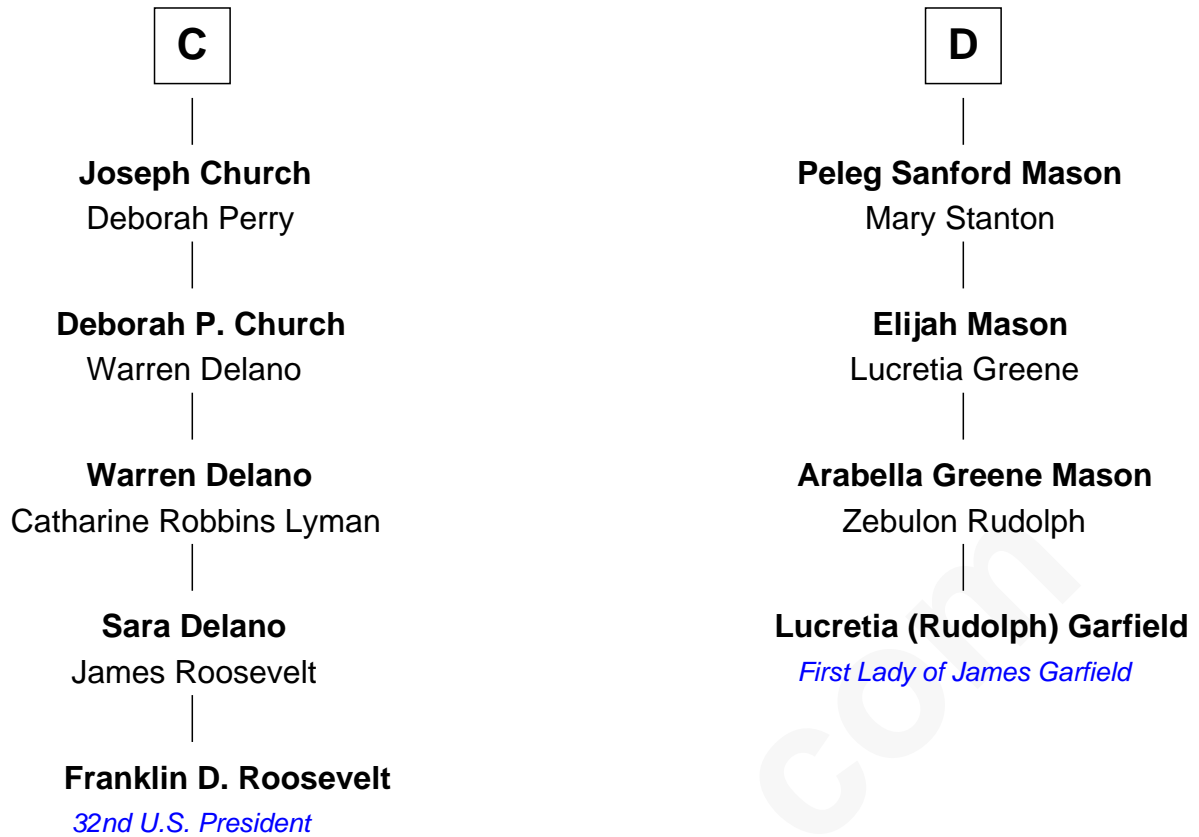 C
Joseph Church
Deborah Perry
Deborah P. Church
Warren Delano
Warren Delano
Catharine Robbins Lyman
Sara Delano
James Roosevelt
Franklin D. Roosevelt
32nd U.S. President
D
Peleg Sanford Mason
Mary Stanton
Elijah Mason
Lucretia Greene
Arabella Greene Mason
Zebulon Rudolph
Lucretia (Rudolph) Garfield
First Lady of James Garfield
com